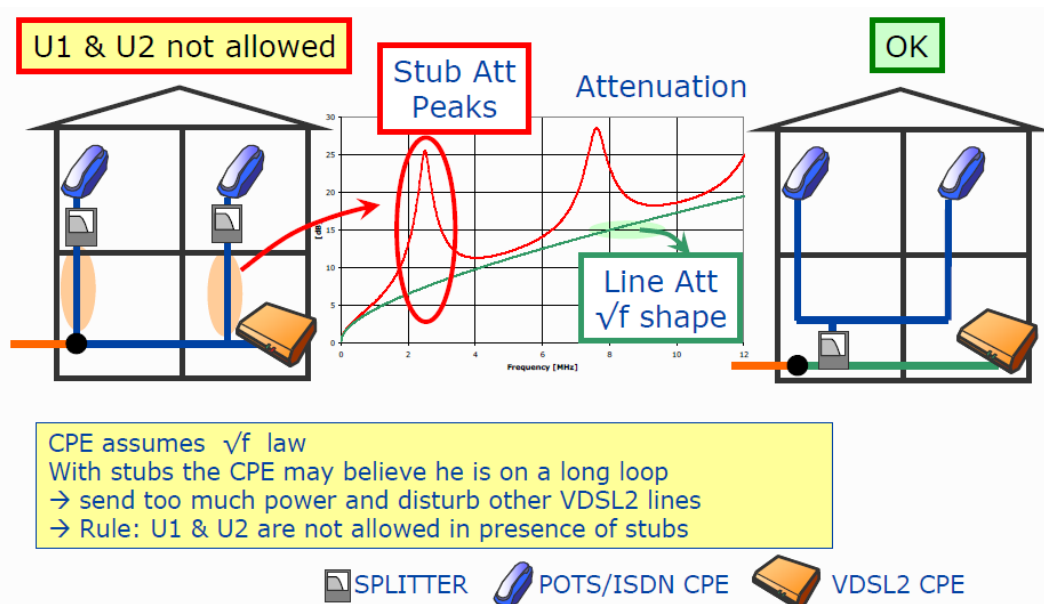 U1 & U2 not allowed
Stub Att
Peaks
Attenuation
OK
30
25
20
15
10
5
0
[dB
0
2
4
6
8
10
12
Frequency [MHz]
Line Att
√f shape
CPE assumes √f law
With stubs the CPE may believe he is on a long loop
→ send too much power and disturb other VDSL2 lines
→ Rule: U1 & U2 are not allowed in presence of stubs
SPLITTER
POTS/ISDN CPE
VDSL2 CPE